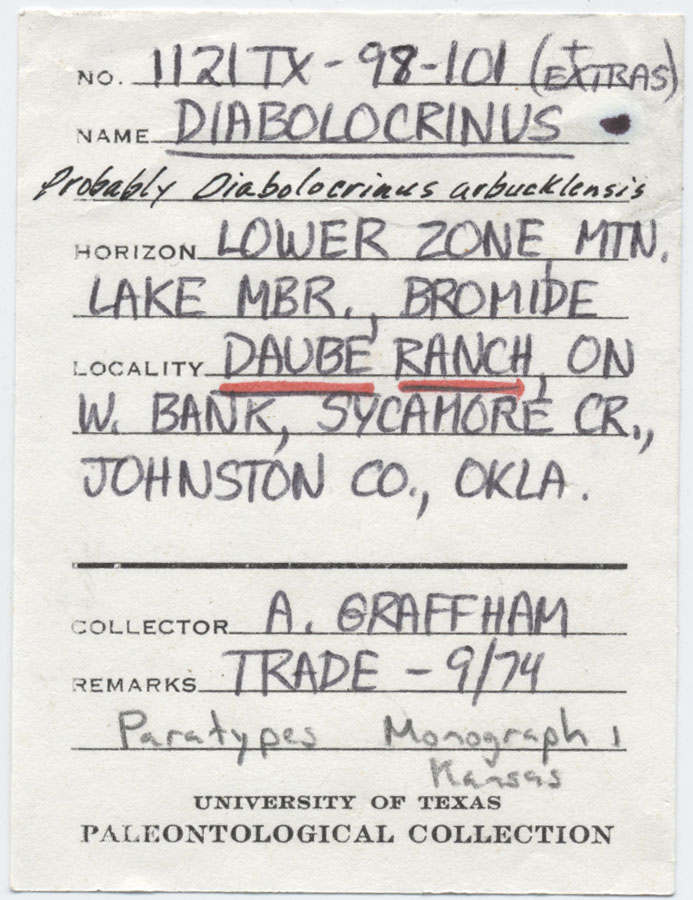 NO. 1121TX-98-101 (+ EXTRAS)
NAME DIABOLOCRINUS
Probably Diabolocrinus arbucklensis
HORIZON LOWER ZONE, MTN.
LAKE MBR., BROMIDE
LOCALITY DAUBE RANCH, ON
W. BANK, SYCAMORE CR.,
JOHNSTON CO., OKLA.
COLLECTOR A. GRAFFHAM
REMARKS TRADE - 9/74
Paratypes Monograph 1
Kansas
UNIVERSITY OF TEXAS
PALEONTOLOGICAL COLLECTION